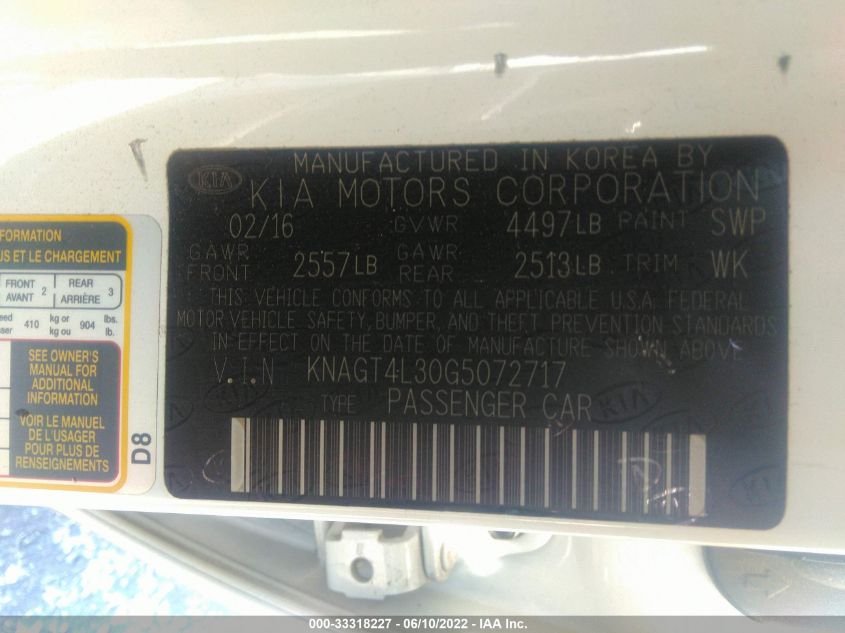 KIA
MANUFACTURED IN KOREA BY
KIA MOTORS CORPORATION
02/16 GVWR 4497LB PAINT SWP
GAWR FRONT 2557LB GAWR REAR 2513LB TRIM WK
THIS VEHICLE CONFORMS TO ALL APPLICABLE U.S.A. FEDERAL
MOTOR VEHICLE SAFETY, BUMPER, AND THEFT PREVENTION STANDARDS
IN EFFECT ON THE DATE OF MANUFACTURE SHOWN ABOVE.
V.I.N KNAGT4L30G5072717
TYPE PASSENGER CAR
FORMATION
US ET LE CHARGEMENT
FRONT AVANT 2 REAR ARRIÈRE 3
410 kg or kg ou 904 lbs. lb.
SEE OWNER'S
MANUAL FOR
ADDITIONAL
INFORMATION
VOIR LE MANUEL
DE L'USAGER
POUR PLUS DE
RENSEIGNEMENTS
D8
KIA
000-33318227 - 06/10/2022 - IAA Inc.